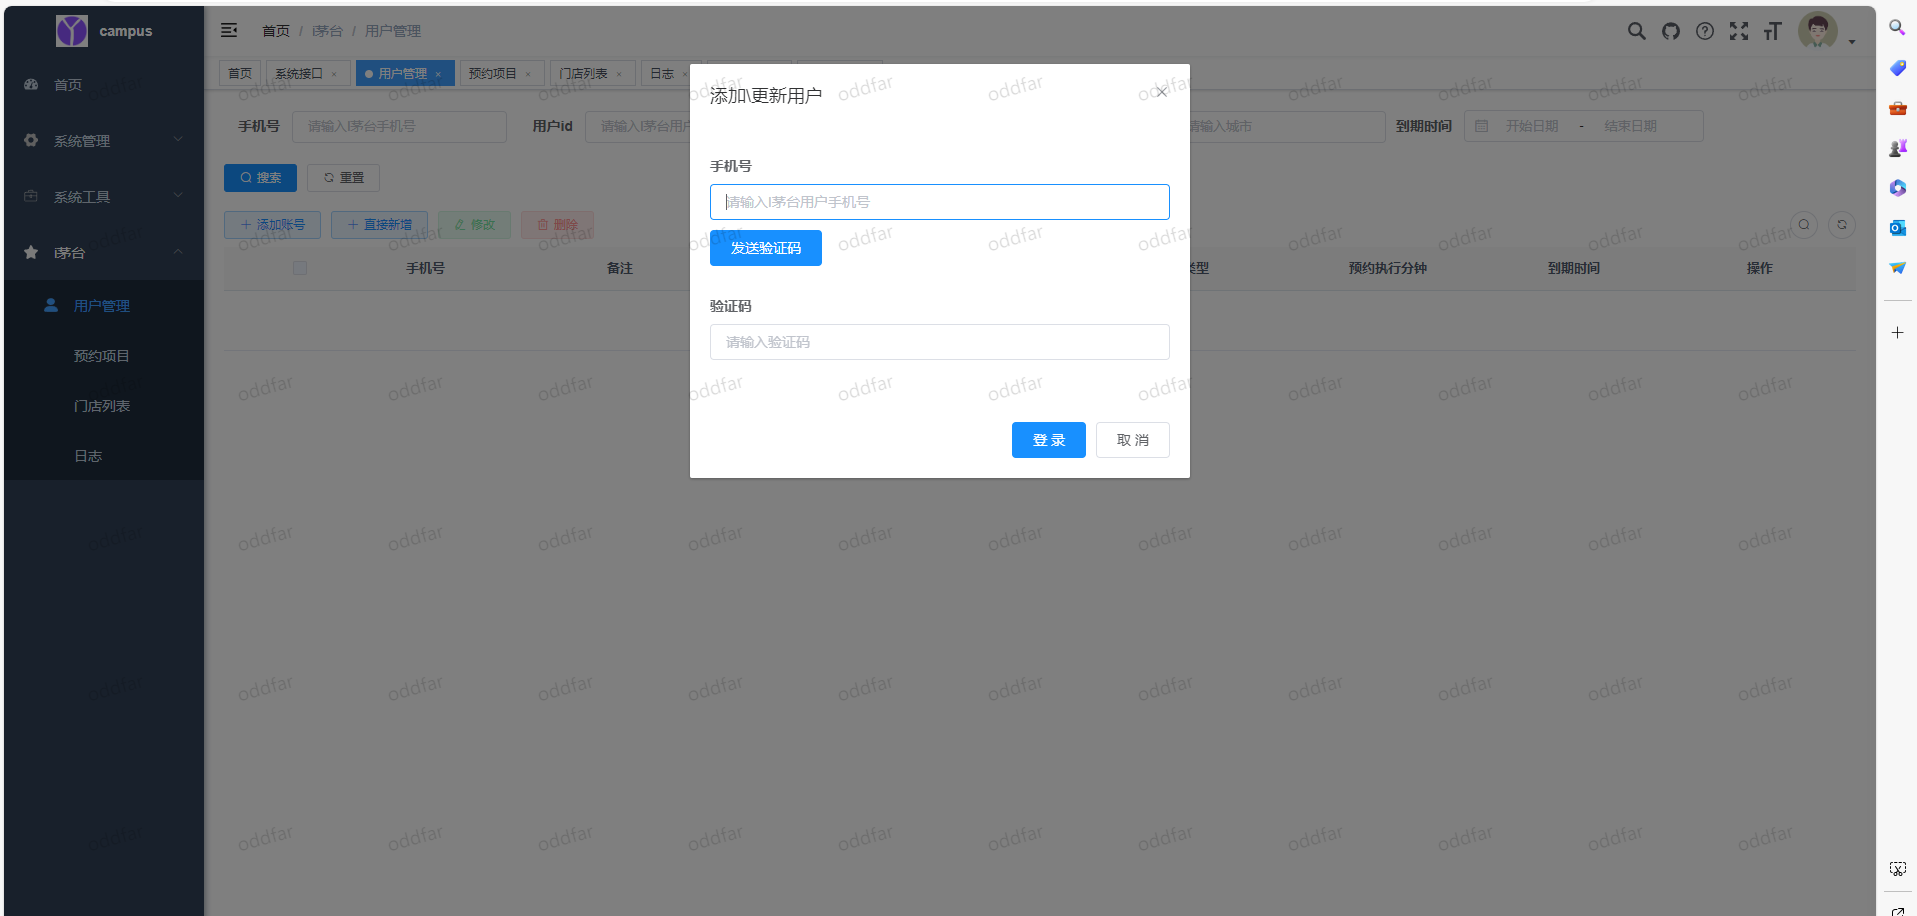 campus
首页 / i茅台 / 用户管理
首页
系统接口 ×
用户管理 ×
预约项目 ×
门店列表 ×
日志 ×
首页
系统管理
系统工具
i茅台
用户管理
预约项目
门店列表
日志
手机号 请输入I茅台手机号
用户id 请输入I茅台用户
请输入城市
到期时间 开始日期 - 结束日期
搜索 重置
添加账号 直接新增 修改 删除
手机号 备注 类型 预约执行分钟 到期时间 操作
添加\更新用户
手机号
请输入I茅台用户手机号
发送验证码
验证码
请输入验证码
登 录 取 消
oddfar